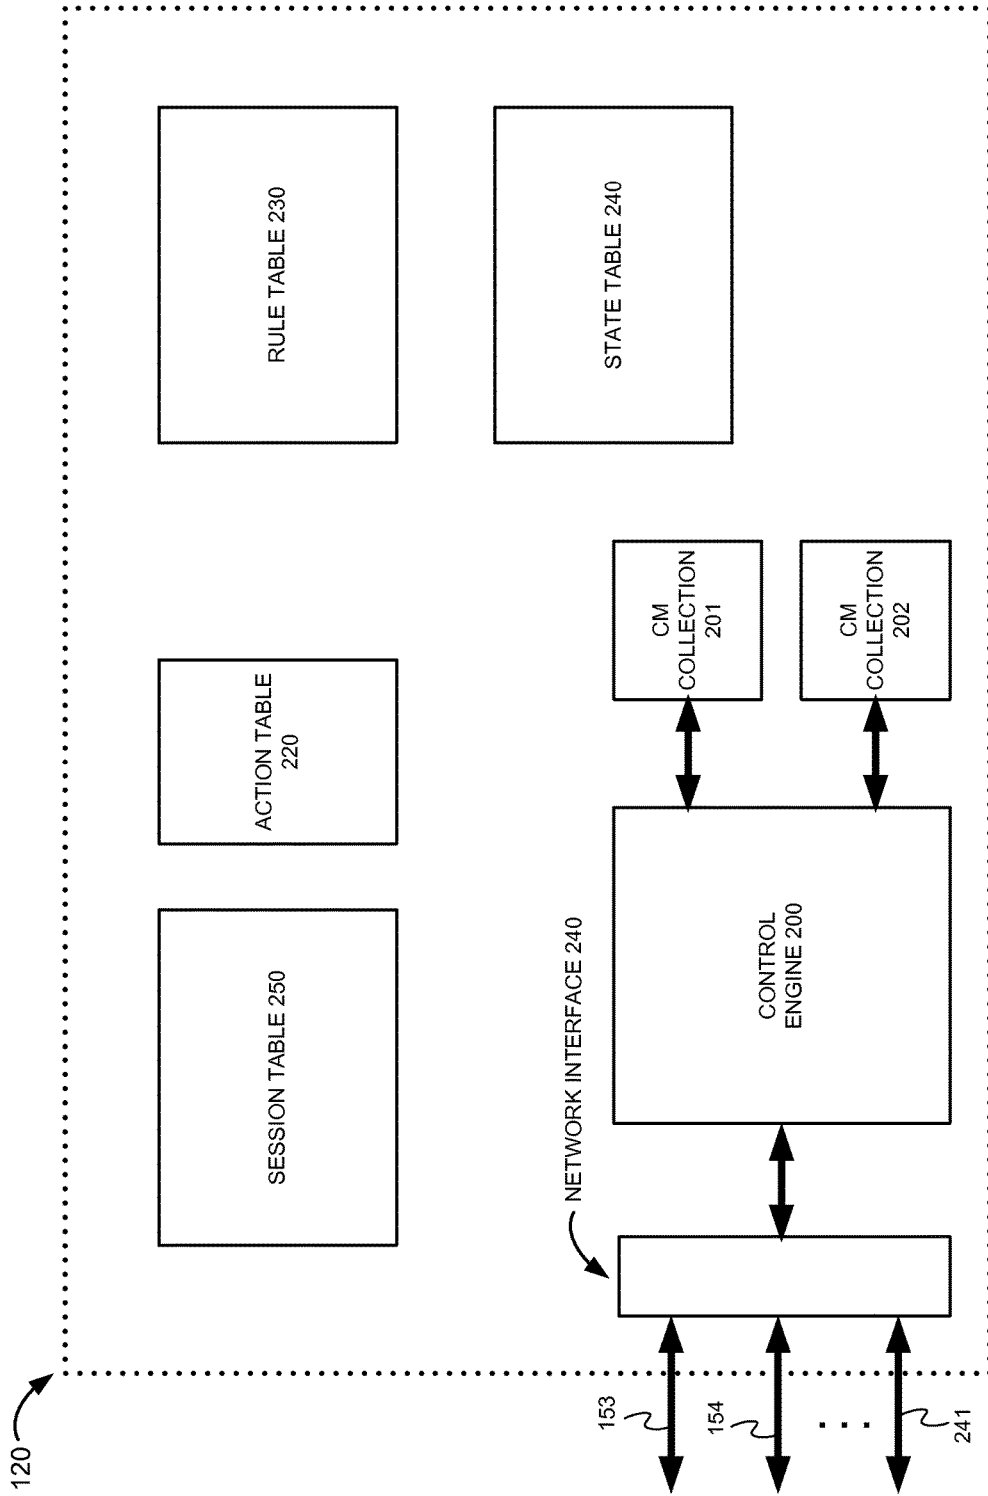 120
SESSION TABLE 250
ACTION TABLE
220
RULE TABLE 230
STATE TABLE 240
NETWORK INTERFACE 240
CONTROL
ENGINE 200
CM
COLLECTION
201
CM
COLLECTION
202
153
154
. . .
241